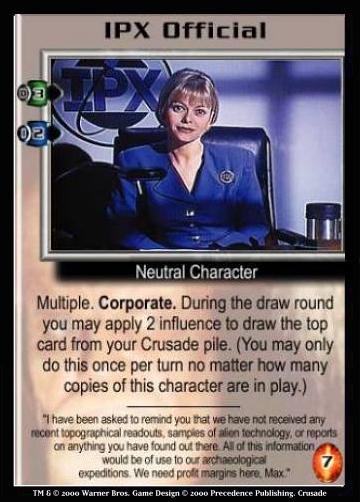 IPX Official
3
2
IPX
Neutral Character
Multiple. Corporate. During the draw round
you may apply 2 influence to draw the top
card from your Crusade pile. (You may only
do this once per turn no matter how many
copies of this character are in play.)
"I have been asked to remind you that we have not received any
recent topographical readouts, samples of alien technology, or reports
on anything you have found out there. All of this information
would be of use to our archaeological
expeditions. We need profit margins here, Max."
7
TM & © 2000 Warner Bros. Game Design © 2000 Precedence Publishing. Crusade